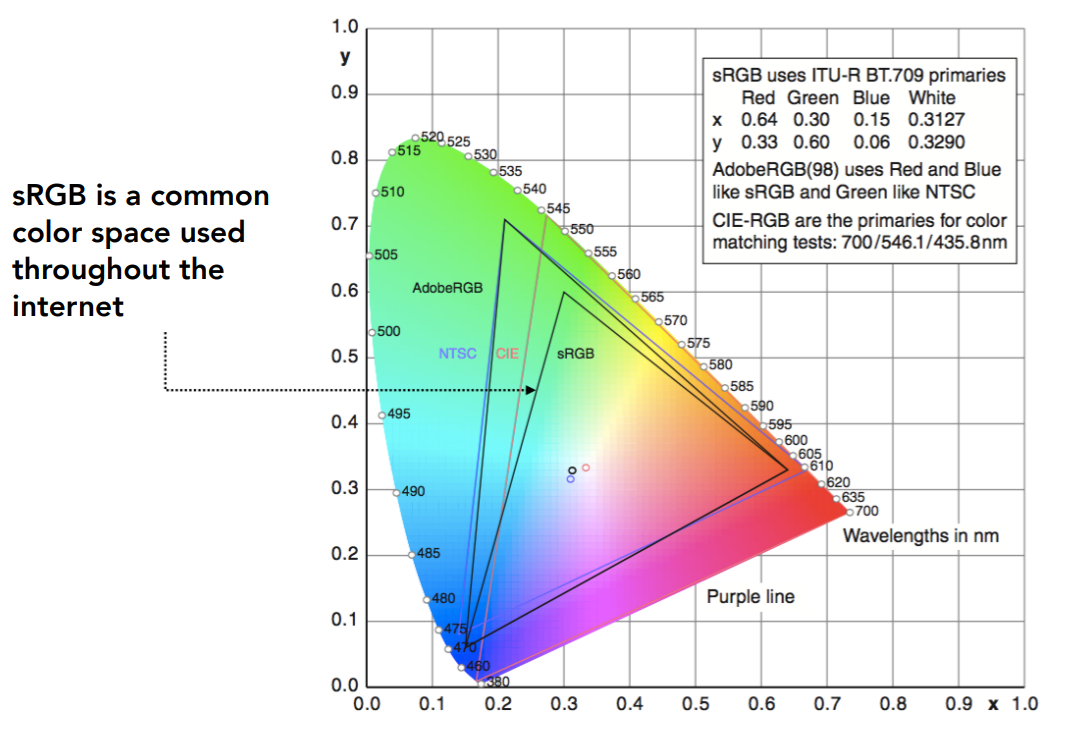 sRGB is a common
color space used
throughout the
internet
y
1.0
0.9
0.8
0.7
0.6
0.5
0.4
0.3
0.2
0.1
0.0
0.0 0.1 0.2 0.3 0.4 0.5 0.6 0.7 0.8 0.9 x 1.0
sRGB uses ITU-R BT.709 primaries
Red Green Blue White
x 0.64 0.30 0.15 0.3127
y 0.33 0.60 0.06 0.3290
AdobeRGB(98) uses Red and Blue
like sRGB and Green like NTSC
CIE-RGB are the primaries for color
matching tests: 700/546.1/435.8nm
520
525
515
530
535
540
510
545
550
505
555
560
AdobeRGB
565
570
500
575
NTSC CIE sRGB
580
585
590
495
595
600
605
610
620
490
635
700
Wavelengths in nm
485
480
Purple line
475
470
460
380